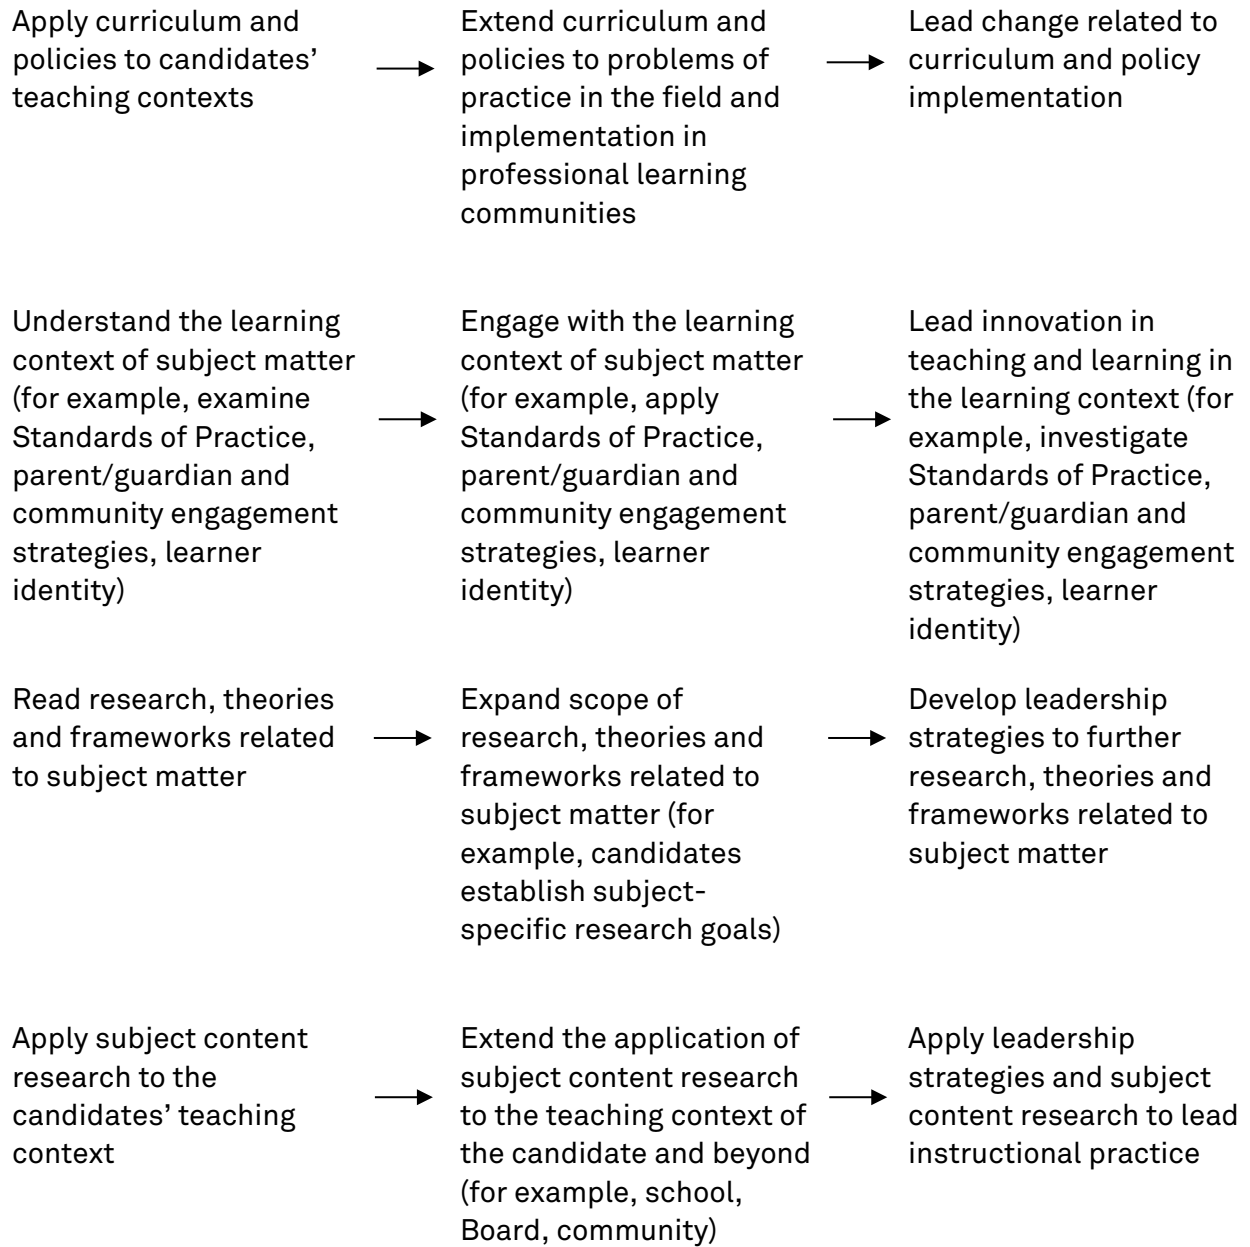 Apply curriculum and
policies to candidates’
teaching contexts
Extend curriculum and
policies to problems of
practice in the field and
implementation in
professional learning
communities
Lead change related to
curriculum and policy
implementation
Understand the learning
context of subject matter
(for example, examine
Standards of Practice,
parent/guardian and
community engagement
strategies, learner
identity)
Engage with the learning
context of subject matter
(for example, apply
Standards of Practice,
parent/guardian and
community engagement
strategies, learner
identity)
Lead innovation in
teaching and learning in
the learning context (for
example, investigate
Standards of Practice,
parent/guardian and
community engagement
strategies, learner
identity)
Read research, theories
and frameworks related
to subject matter
Expand scope of
research, theories and
frameworks related to
subject matter (for
example, candidates
establish subject-
specific research goals)
Develop leadership
strategies to further
research, theories and
frameworks related to
subject matter
Apply subject content
research to the
candidates’ teaching
context
Extend the application of
subject content research
to the teaching context of
the candidate and beyond
(for example, school,
Board, community)
Apply leadership
strategies and subject
content research to lead
instructional practice